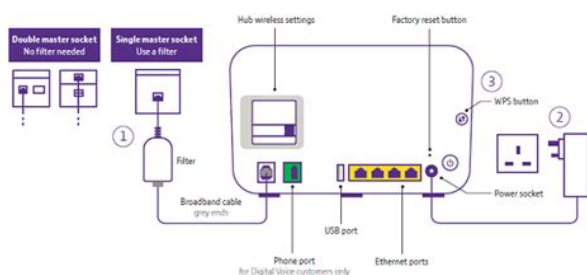 Double master socket
No filter needed
Single master socket
Use a filter
Hub wireless settings
Factory reset button
3
WPS button
2
1
Filter
Power socket
Broadband cable
grey ends
USB port
Phone port
for Digital Voice customers only
Ethernet ports